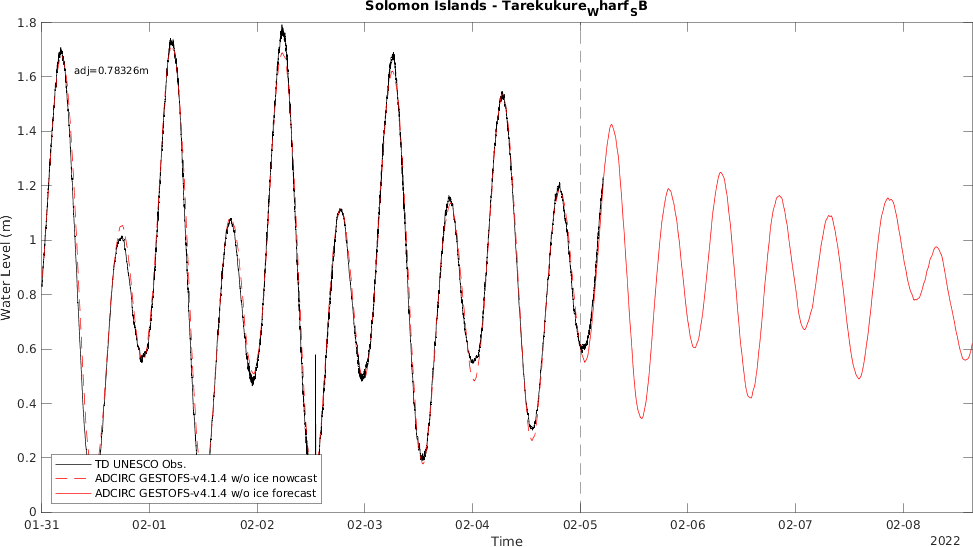 Solomon Islands - Tarekukure_Wharf_SB
1.8
1.6
1.4
1.2
1
0.8
0.6
0.4
0.2
0
Water Level (m)
adj=0.78326m
TD UNESCO Obs.
ADCIRC GESTOFS-v4.1.4 w/o ice nowcast
ADCIRC GESTOFS-v4.1.4 w/o ice forecast
01-31 02-01 02-02 02-03 02-04 02-05 02-06 02-07 02-08
Time
2022